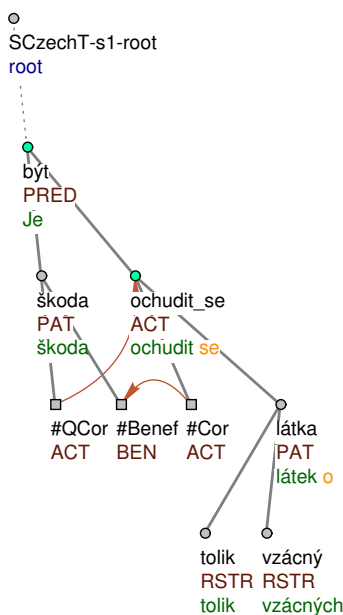 SCzechT-s1-root
root
být
PRED
Je
škoda
PAT
škoda
ochudit_se
ACT
ochudit se
#QCor
ACT
#Benef
BEN
#Cor
ACT
látka
PAT
látek o
tolik
RSTR
tolik
vzácný
RSTR
vzácných